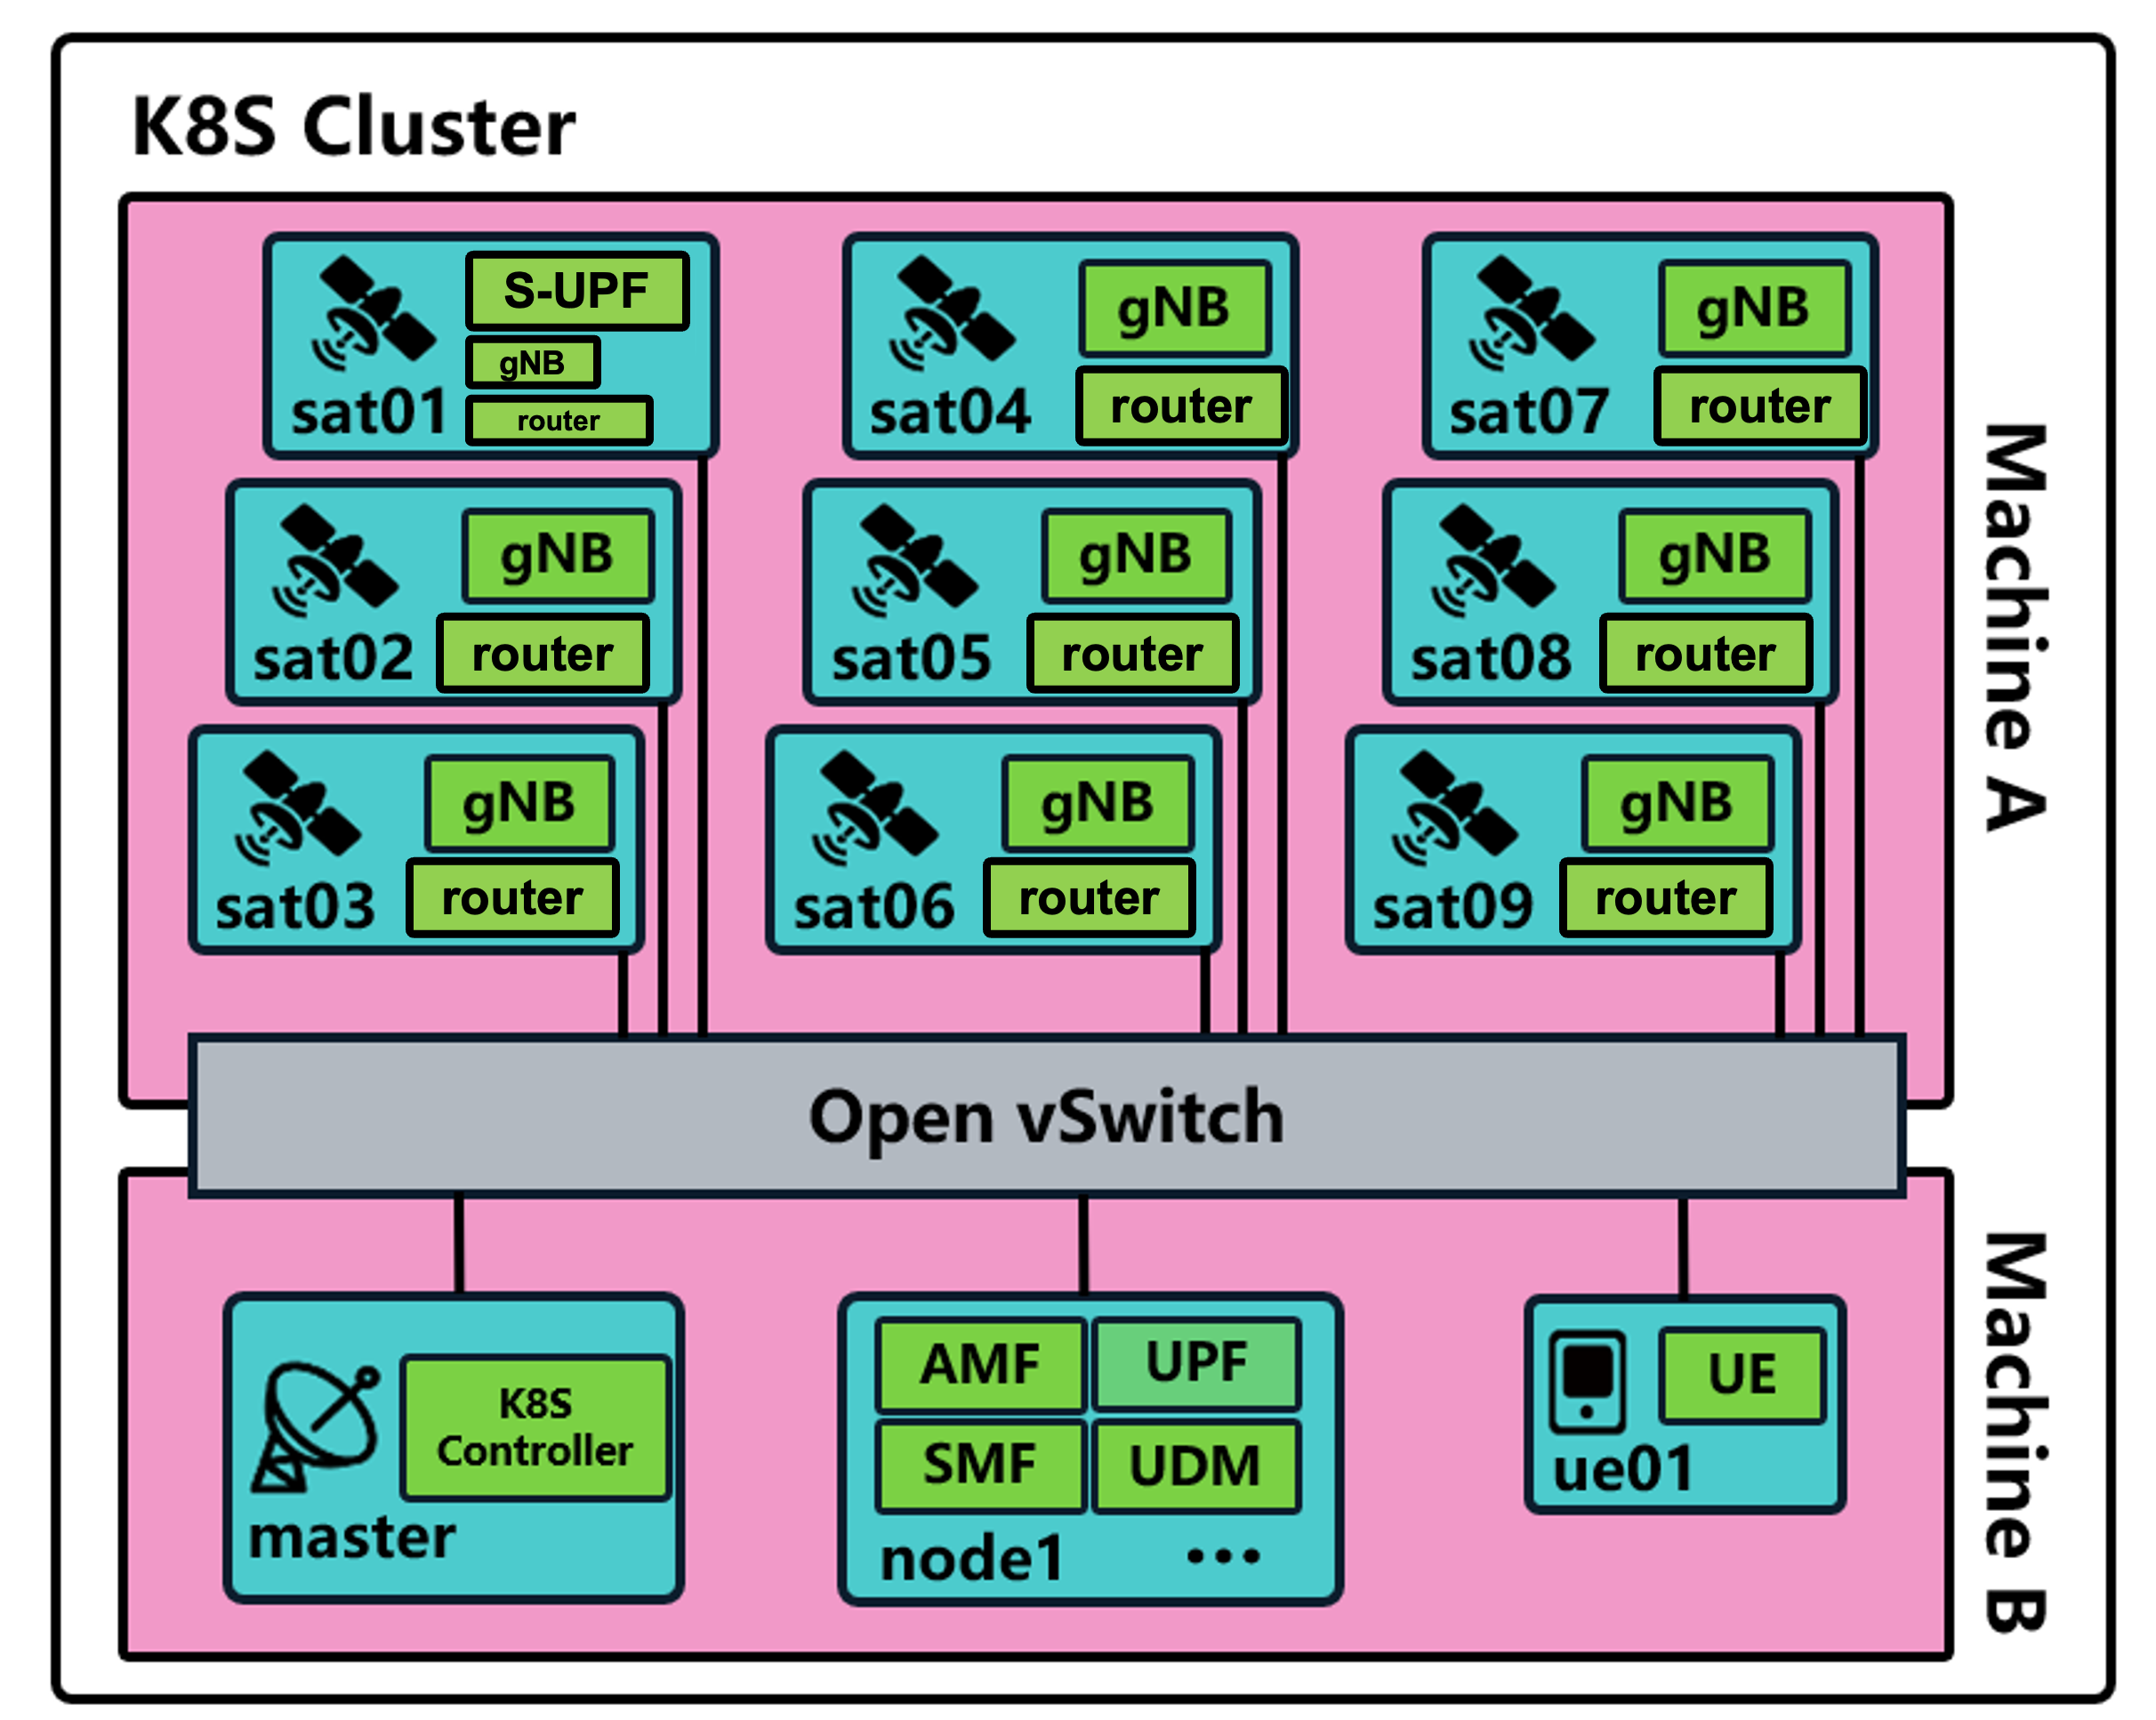 K8S Cluster
S-UPF
gNB
router
sat01
gNB
router
sat04
gNB
router
sat07
gNB
router
sat02
gNB
router
sat05
gNB
router
sat08
gNB
router
sat03
gNB
router
sat06
gNB
router
sat09
Machine A
Open vSwitch
K8S
Controller
master
AMF
UPF
SMF
UDM
node1 ...
UE
ue01
Machine B